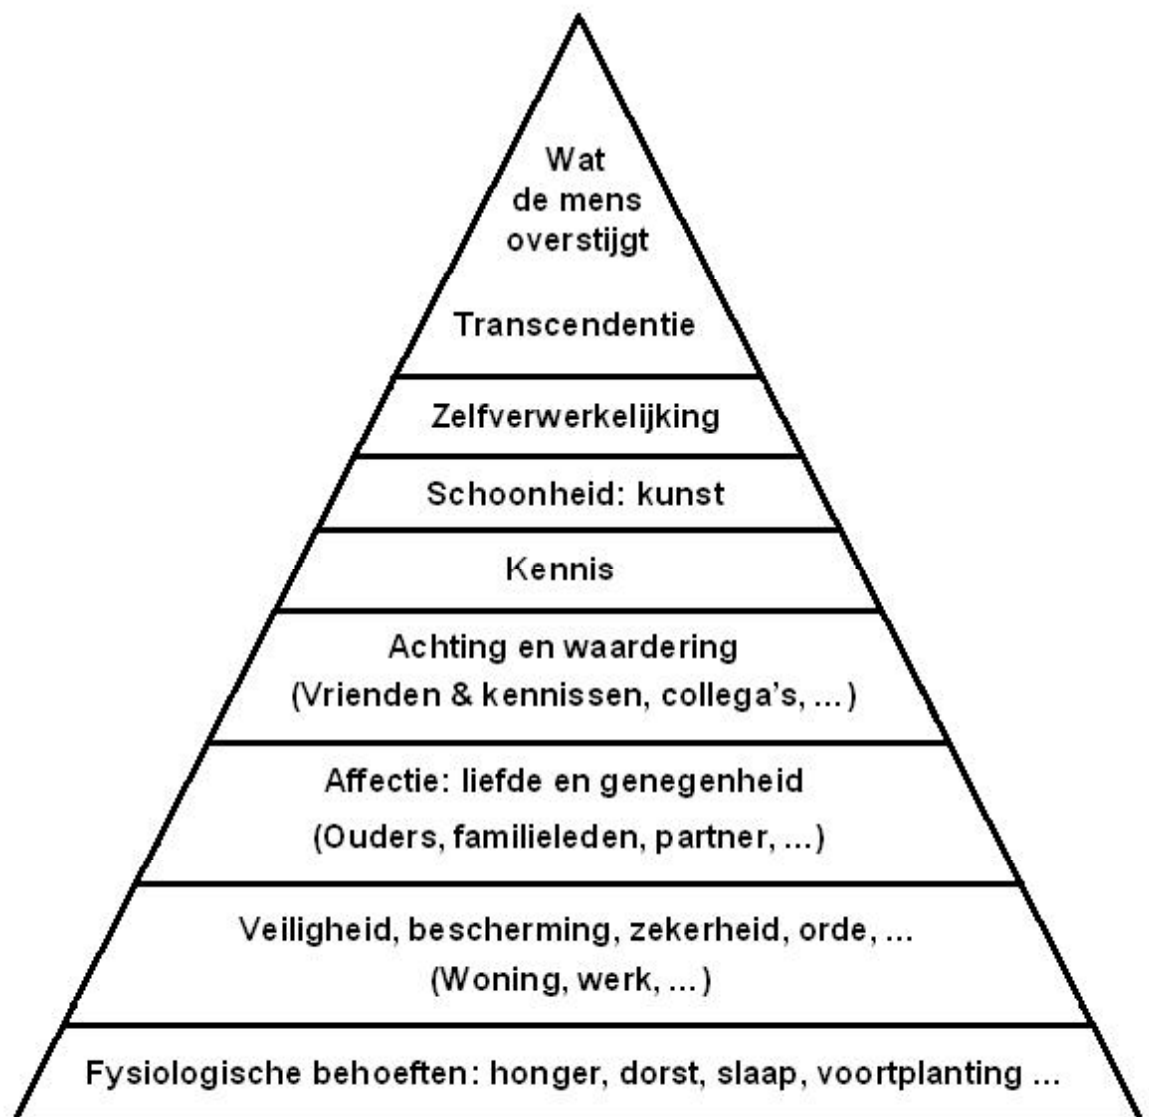 Wat
de mens
overstijgt
Transcendentie
Zelfverwerkelijking
Schoonheid: kunst
Kennis
Achting en waardering
(Vrienden & kennissen, collega's, ...)
Affectie: liefde en genegenheid
(Ouders, familieleden, partner, ...)
Veiligheid, bescherming, zekerheid, orde, ...
(Woning, werk, ...)
Fysiologische behoeften: honger, dorst, slaap, voortplanting ...